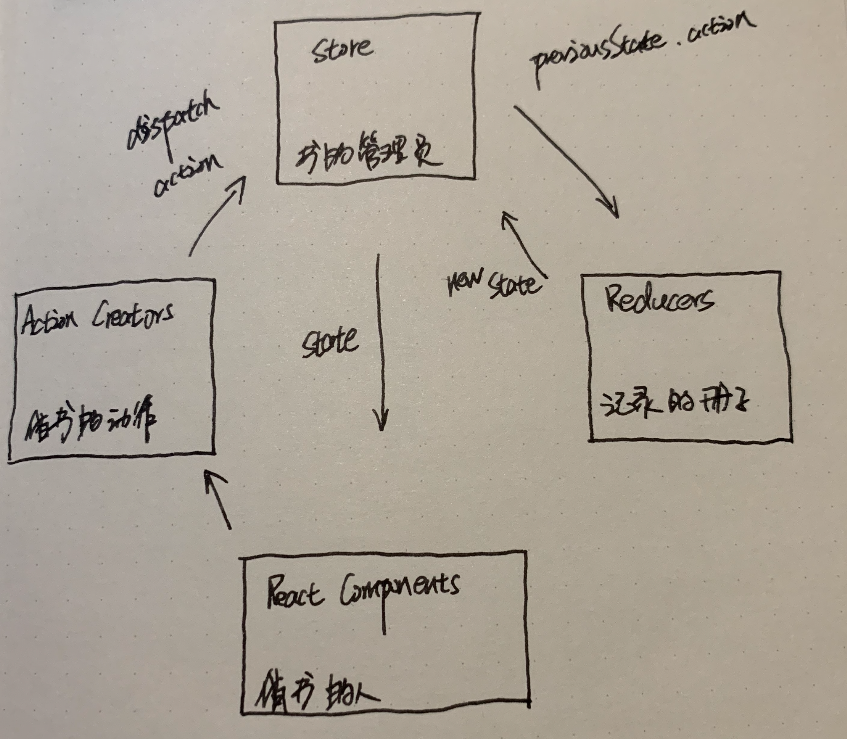 Store
书的管理员
previousState.action
dispatch
action
new State
Action Creators
借书的动作
State
Reducers
记录的册子
React Components
借书的人